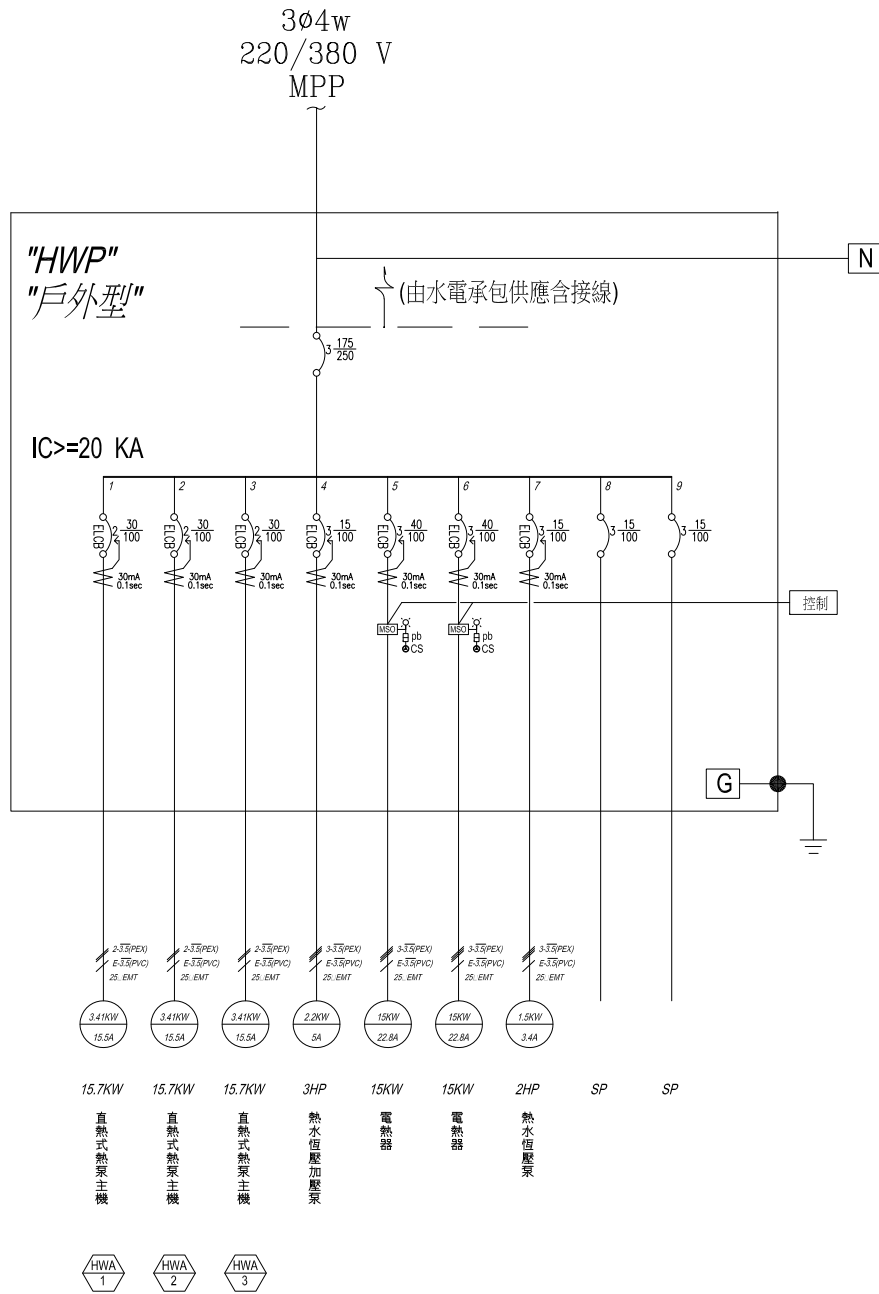 3∅4w
220/380 V
MPP
N
"HWP"
"戶外型"
(由水電承包供應含接線)
3 175/250
IC>=20 KA
1 2 3 4 5 6 7 8 9
ELCB 2 30/100
ELCB 2 30/100
ELCB 2 30/100
ELCB 3 15/100
ELCB 3 40/100
ELCB 3 40/100
ELCB 3 15/100
3 15/100
3 15/100
30mA 30mA 30mA 30mA 30mA 30mA 30mA
0.1sec 0.1sec 0.1sec 0.1sec 0.1sec 0.1sec 0.1sec
控制
MSO pb CS
MSO pb CS
G
2-3.5(PEX) 2-3.5(PEX) 2-3.5(PEX) 3-3.5(PEX) 3-3.5(PEX) 3-3.5(PEX) 3-3.5(PEX)
E-3.5(PVC) E-3.5(PVC) E-3.5(PVC) E-3.5(PVC) E-3.5(PVC) E-3.5(PVC) E-3.5(PVC)
25∴EMT 25∴EMT 25∴EMT 25∴EMT 25∴EMT 25∴EMT 25∴EMT
3.41KW 3.41KW 3.41KW 2.2KW 15KW 15KW 1.5KW
15.5A 15.5A 15.5A 5A 22.8A 22.8A 3.4A
15.7KW 15.7KW 15.7KW 3HP 15KW 15KW 2HP SP SP
直熱式熱泵主機
直熱式熱泵主機
直熱式熱泵主機
熱水恆壓加壓泵
電熱器
電熱器
熱水恆壓泵
HWA 1
HWA 2
HWA 3